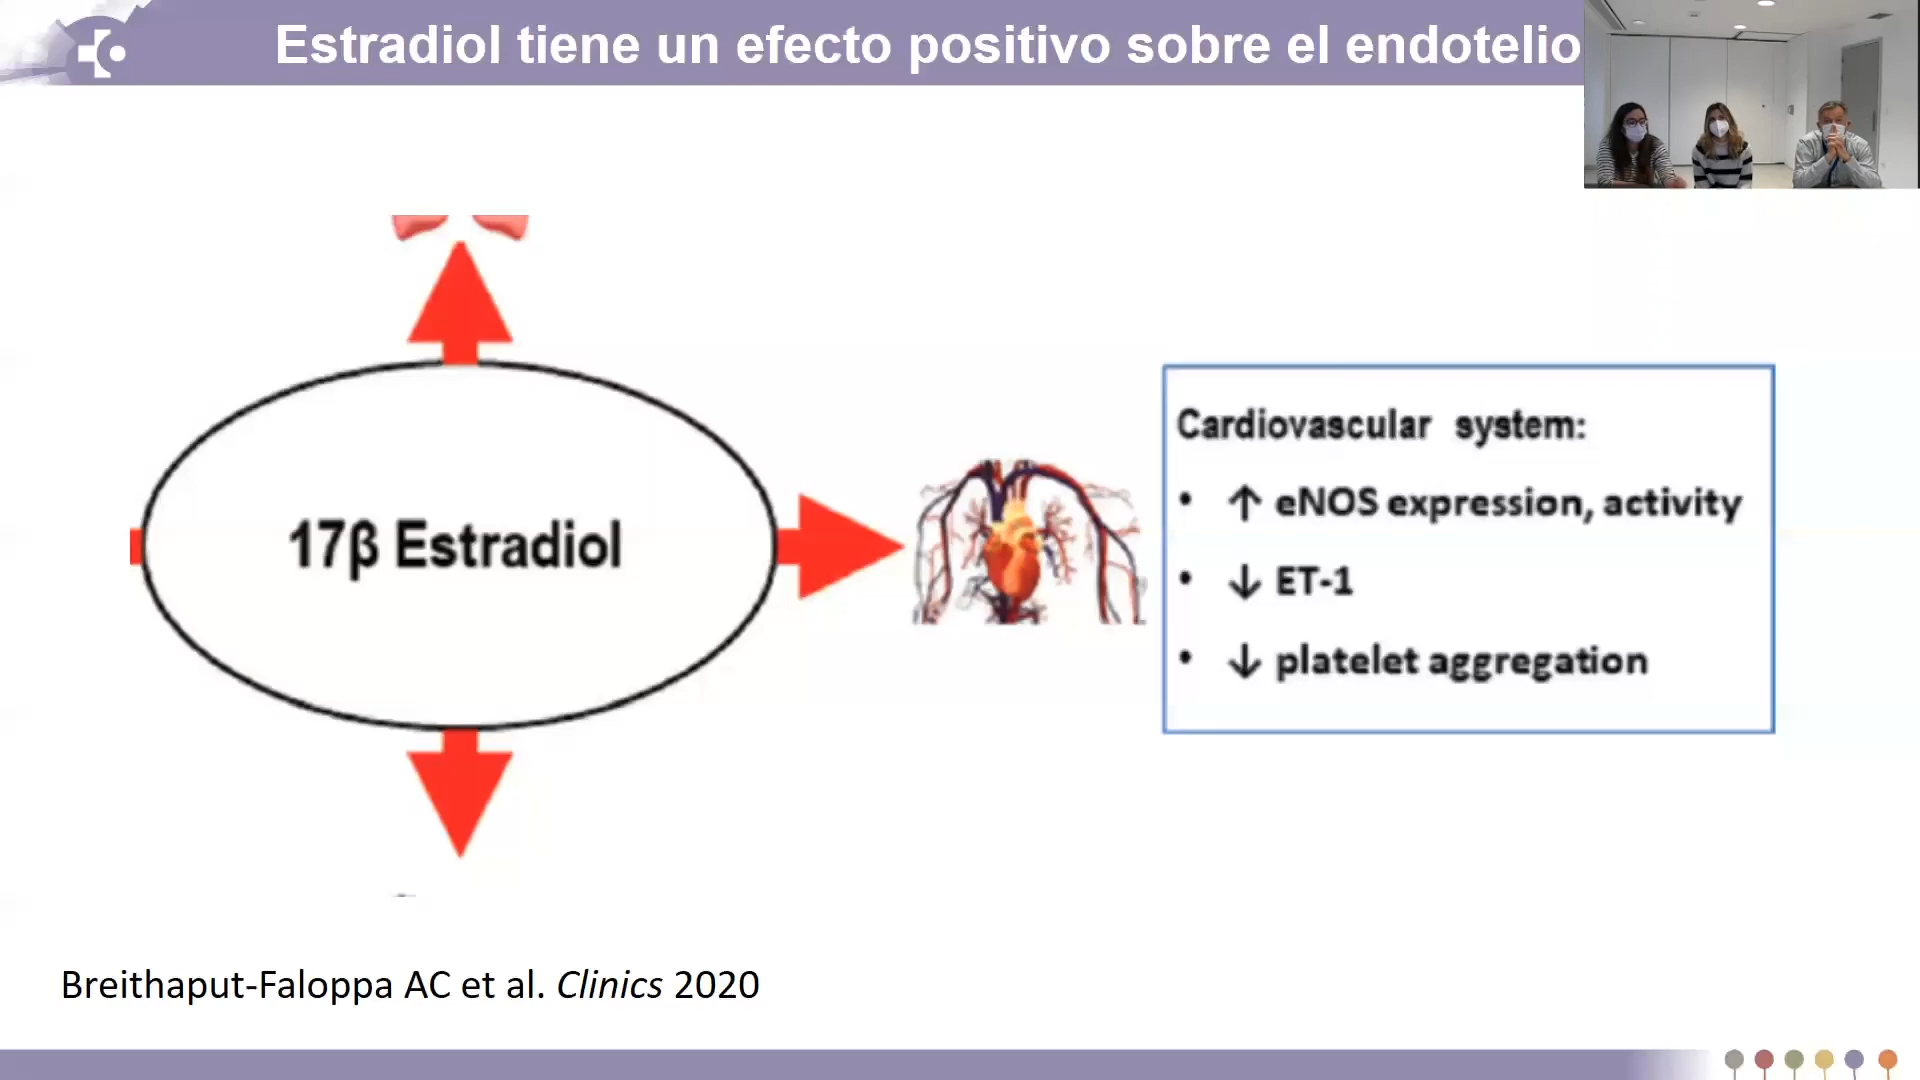 Estradiol tiene un efecto positivo sobre el endotelio
17β Estradiol
Cardiovascular system:
• ↑ eNOS expression, activity
• ↓ ET-1
• ↓ platelet aggregation
Breithaput-Faloppa AC et al. Clinics 2020